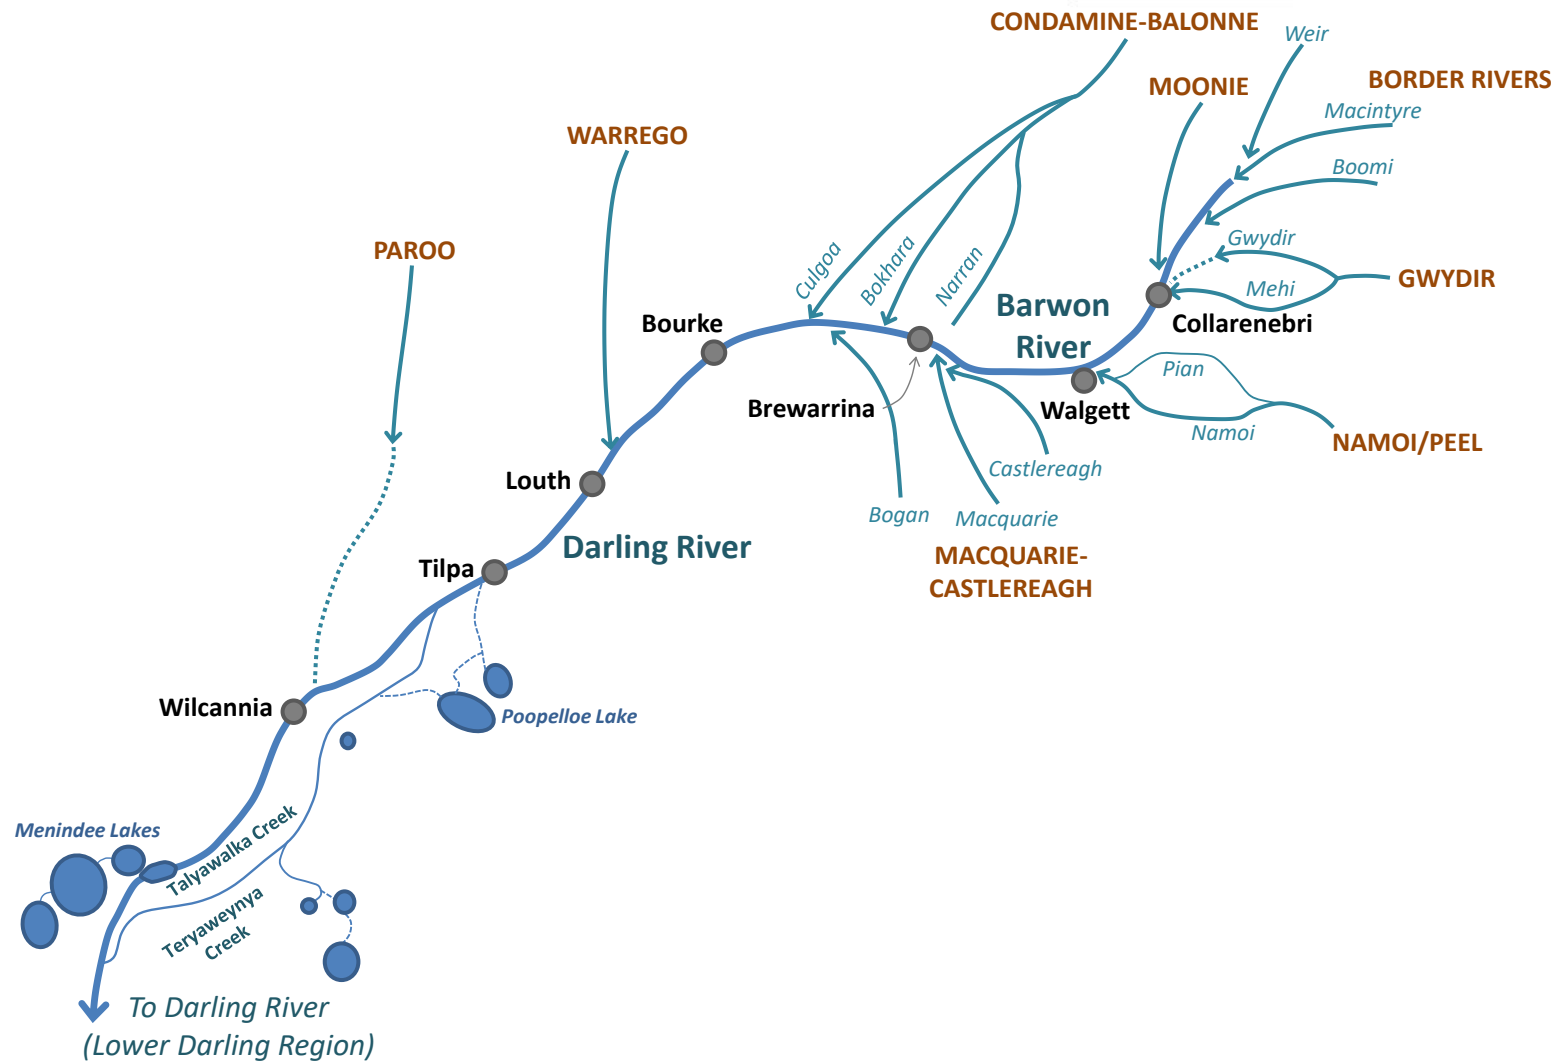 CONDAMINE-BALONNE
Weir
BORDER RIVERS
MOONIE
Macintyre
WARREGO
Boomi
PAROO
Culgoa
Bokhara
Narran
Gwydir
GWYDIR
Mehi
Barwon
River
Bourke
Collarenebri
Pian
Brewarrina
Walgett
Namoi
NAMOI/PEEL
Castlereagh
Louth
Bogan
Macquarie
Darling River
MACQUARIE-
CASTLEREAGH
Tilpa
Wilcannia
Poopelloe Lake
Menindee Lakes
Talyawalka Creek
Teryaweynya
Creek
To Darling River
(Lower Darling Region)